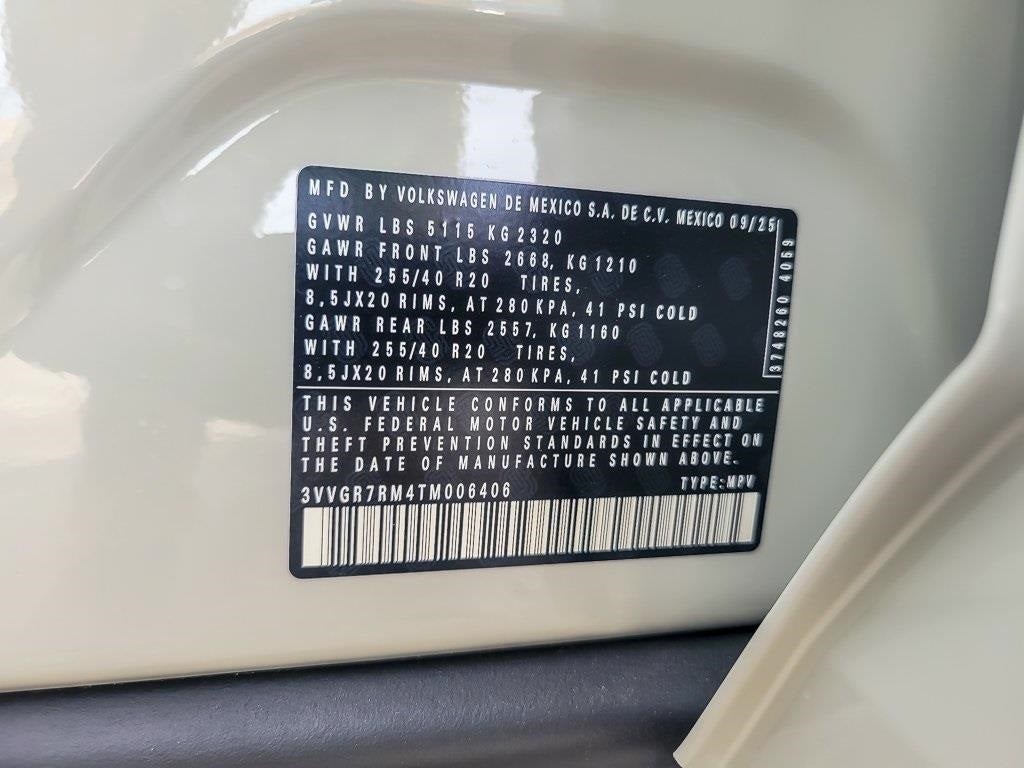 MFD BY VOLKSWAGEN DE MEXICO S.A. DE C.V. MEXICO 09/25
GVWR LBS 5115 KG 2320
GAWR FRONT LBS 2668, KG 1210
WITH 255/40 R20 TIRES,
8,5JX20 RIMS, AT 280 KPA, 41 PSI COLD
GAWR REAR LBS 2557, KG 1160
WITH 255/40 R20 TIRES,
8,5JX20 RIMS, AT 280 KPA, 41 PSI COLD
3748260 4059
THIS VEHICLE CONFORMS TO ALL APPLICABLE
U.S. FEDERAL MOTOR VEHICLE SAFETY AND
THEFT PREVENTION STANDARDS IN EFFECT ON
THE DATE OF MANUFACTURE SHOWN ABOVE.
3VVGR7RM4TM006406 TYPE:MPV